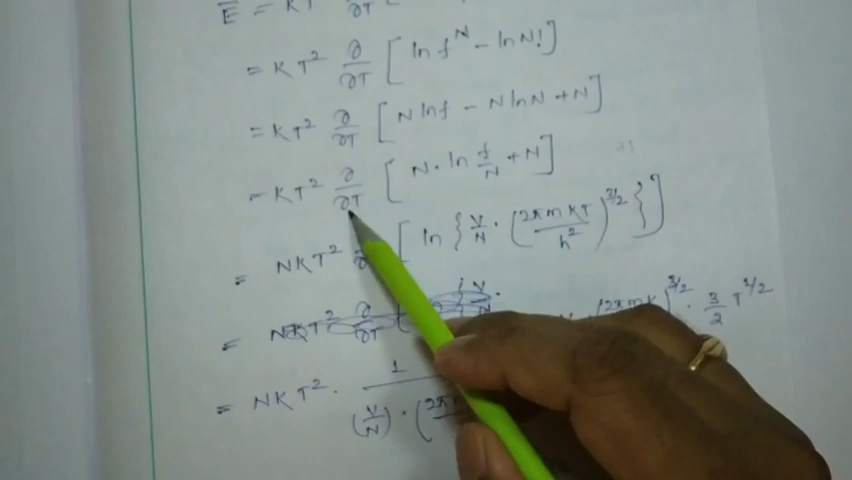 E̅ = KT ∂/∂T [
= KT² ∂/∂T [ ln f^N - ln N! ]
= KT² ∂/∂T [ N ln f - N ln N + N ]
= KT² ∂/∂T [ N · ln f/N + N ]
= NKT² ∂ [ ln { V/N · (2πmKT/h²)^3/2 } ]
= NKT² ∂/∂T { V/N · (2πmK)^3/2 · 3/2 T^1/2
= NKT² · 1/(V/N) · (2π